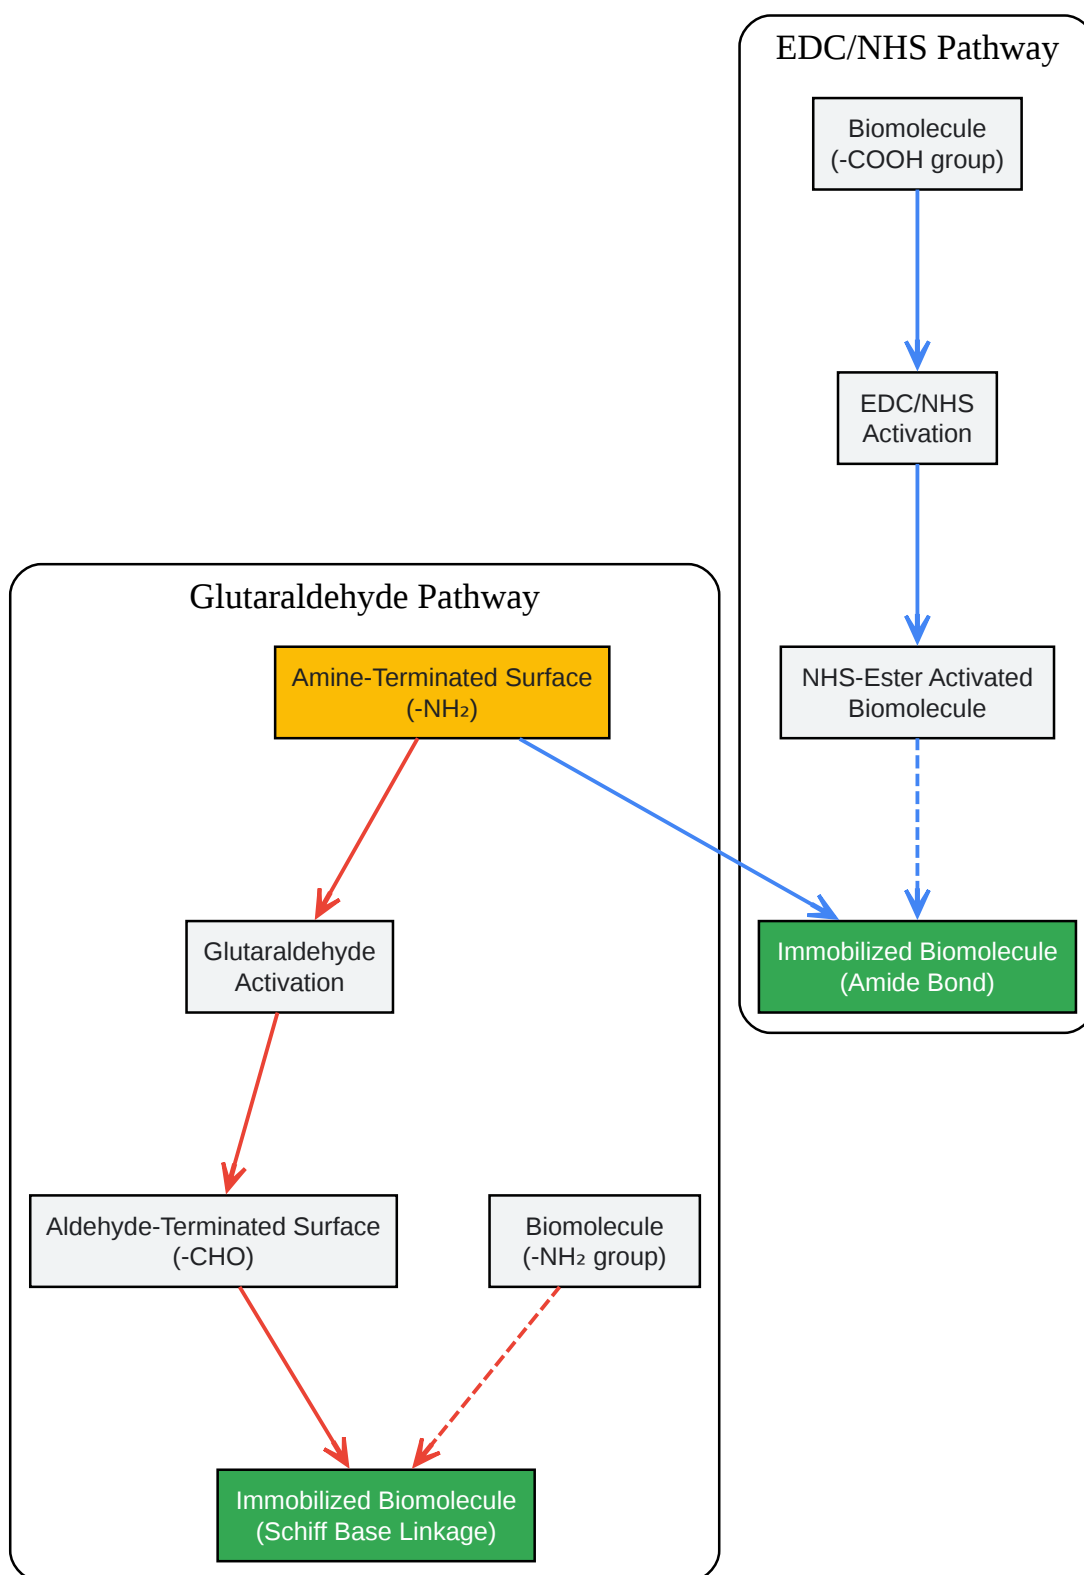 EDC/NHS Pathway
Biomolecule
(-COOH group)
EDC/NHS
Activation
NHS-Ester Activated
Biomolecule
Immobilized Biomolecule
(Amide Bond)
Glutaraldehyde Pathway
Amine-Terminated Surface
(-NH₂)
Glutaraldehyde
Activation
Aldehyde-Terminated Surface
(-CHO)
Biomolecule
(-NH₂ group)
Immobilized Biomolecule
(Schiff Base Linkage)